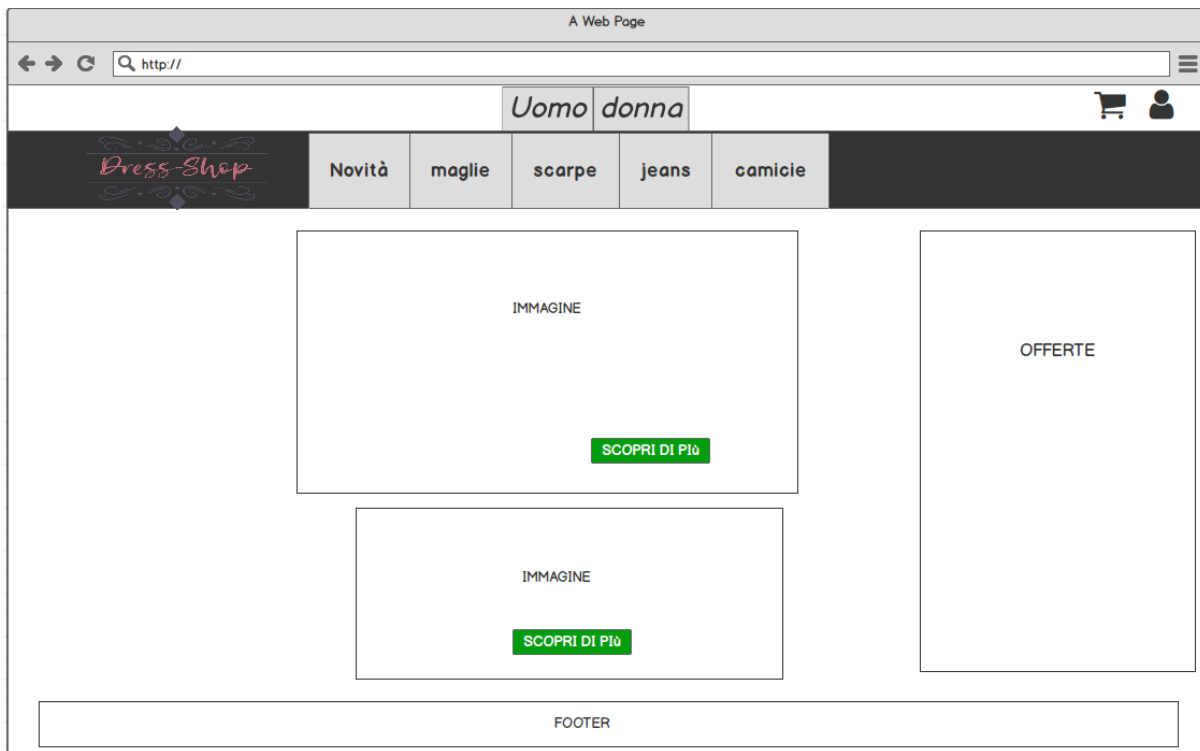 A Web Page
http://
Uomo donna
Dress-Shop
Novità maglie scarpe jeans camicie
IMMAGINE
OFFERTE
SCOPRI DI PIù
IMMAGINE
SCOPRI DI PIù
FOOTER